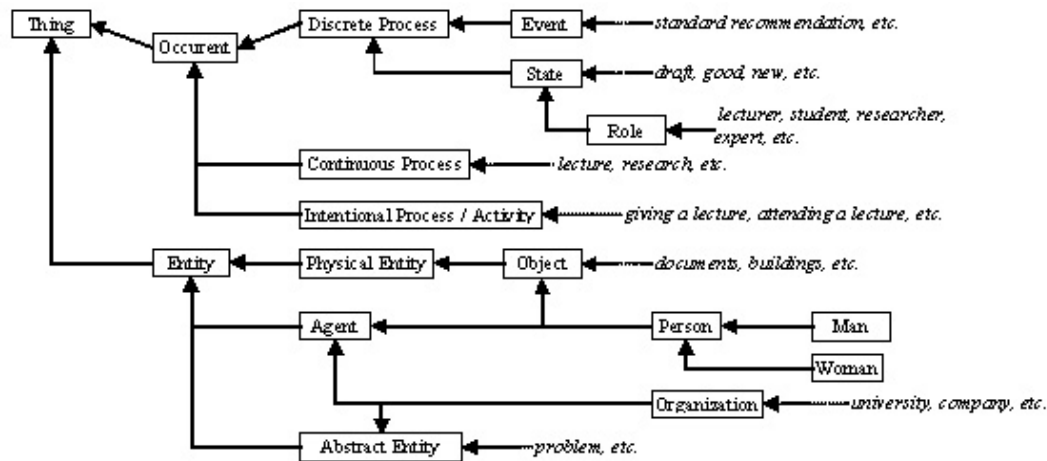 Thing
Discrete Process
Event
standard recommendation, etc.
Occurent
State
draft, good, new, etc.
Role
lecturer, student, researcher,
expert, etc.
Continuous Process
lecture, research, etc.
Intentional Process / Activity
giving a lecture, attending a lecture, etc.
Entity
Physical Entity
Object
documents, buildings, etc.
Agent
Person
Man
Woman
Organization
university, company, etc.
Abstract Entity
problem, etc.